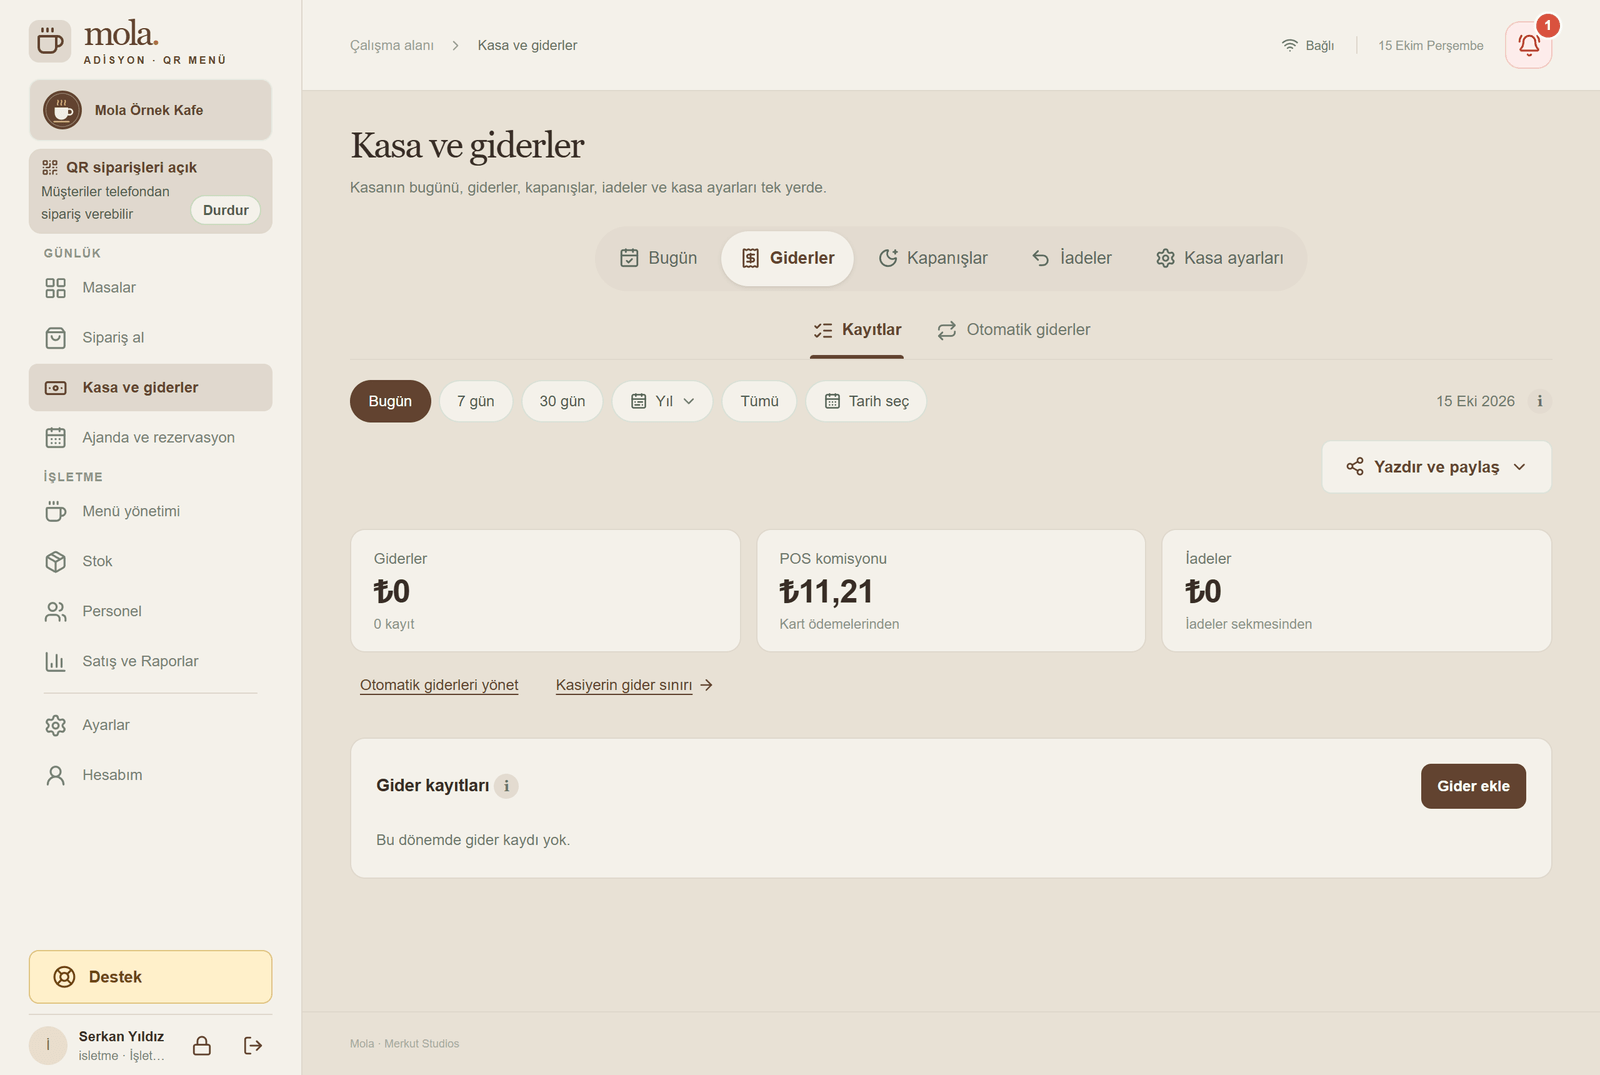 mola.
ADİSYON · QR MENÜ
Mola Örnek Kafe
QR siparişleri açık
Müşteriler telefondan
sipariş verebilir
Durdur
GÜNLÜK
Masalar
Sipariş al
Kasa ve giderler
Ajanda ve rezervasyon
İŞLETME
Menü yönetimi
Stok
Personel
Satış ve Raporlar
Ayarlar
Hesabım
Destek
İ
Serkan Yıldız
isletme · İşlet...
Çalışma alanı
Kasa ve giderler
Bağlı
15 Ekim Perşembe
1
Kasa ve giderler
Kasanın bugünü, giderler, kapanışlar, iadeler ve kasa ayarları tek yerde.
Bugün
Giderler
Kapanışlar
İadeler
Kasa ayarları
Kayıtlar
Otomatik giderler
Bugün
7 gün
30 gün
Yıl
Tümü
Tarih seç
15 Eki 2026
i
Yazdır ve paylaş
Giderler
₺0
0 kayıt
POS komisyonu
₺11,21
Kart ödemelerinden
İadeler
₺0
İadeler sekmesinden
Otomatik giderleri yönet
Kasiyerin gider sınırı
Gider kayıtları
i
Gider ekle
Bu dönemde gider kaydı yok.
Mola · Merkut Studios